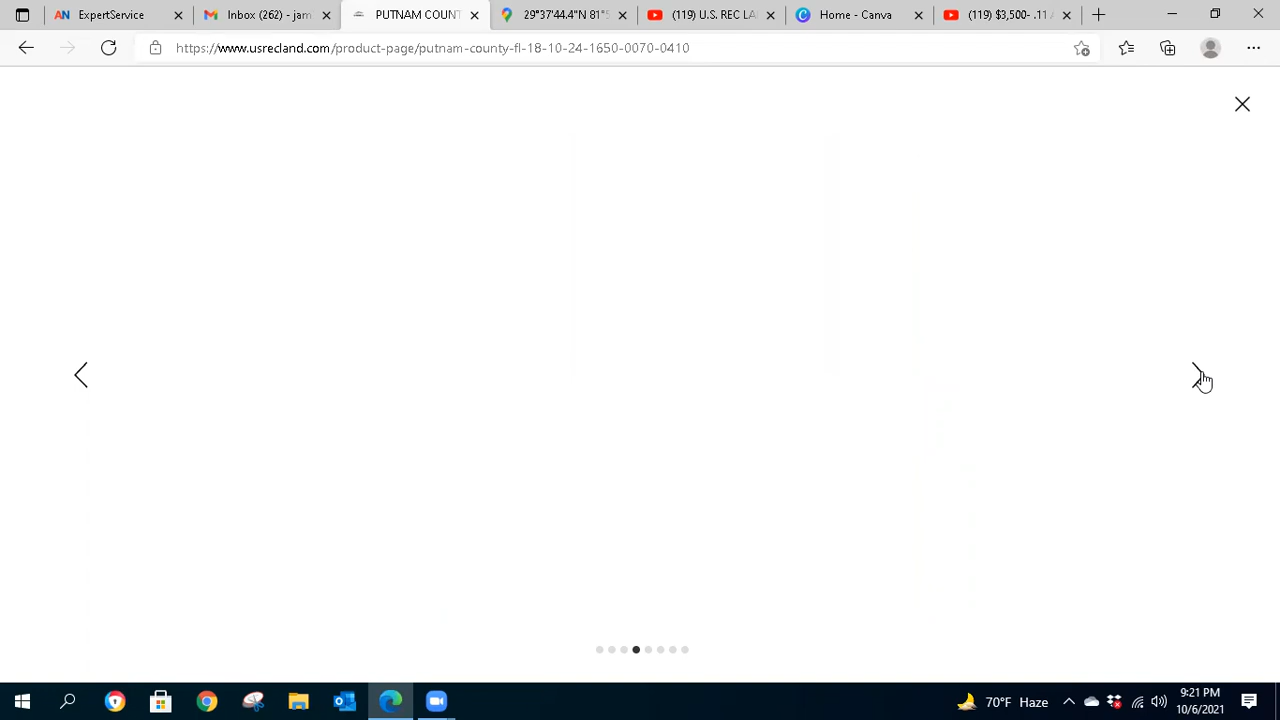 ExpertService
Inbox (262) - jam
PUTNAM COUNT
29°37'44.4"N 81°5
(119) U.S. REC LA
Home - Canva
(119) $3,500- .11 A
https://www.usrecland.com/product-page/putnam-county-fl-18-10-24-1650-0070-0410
70°F Haze
9:21 PM
10/6/2021